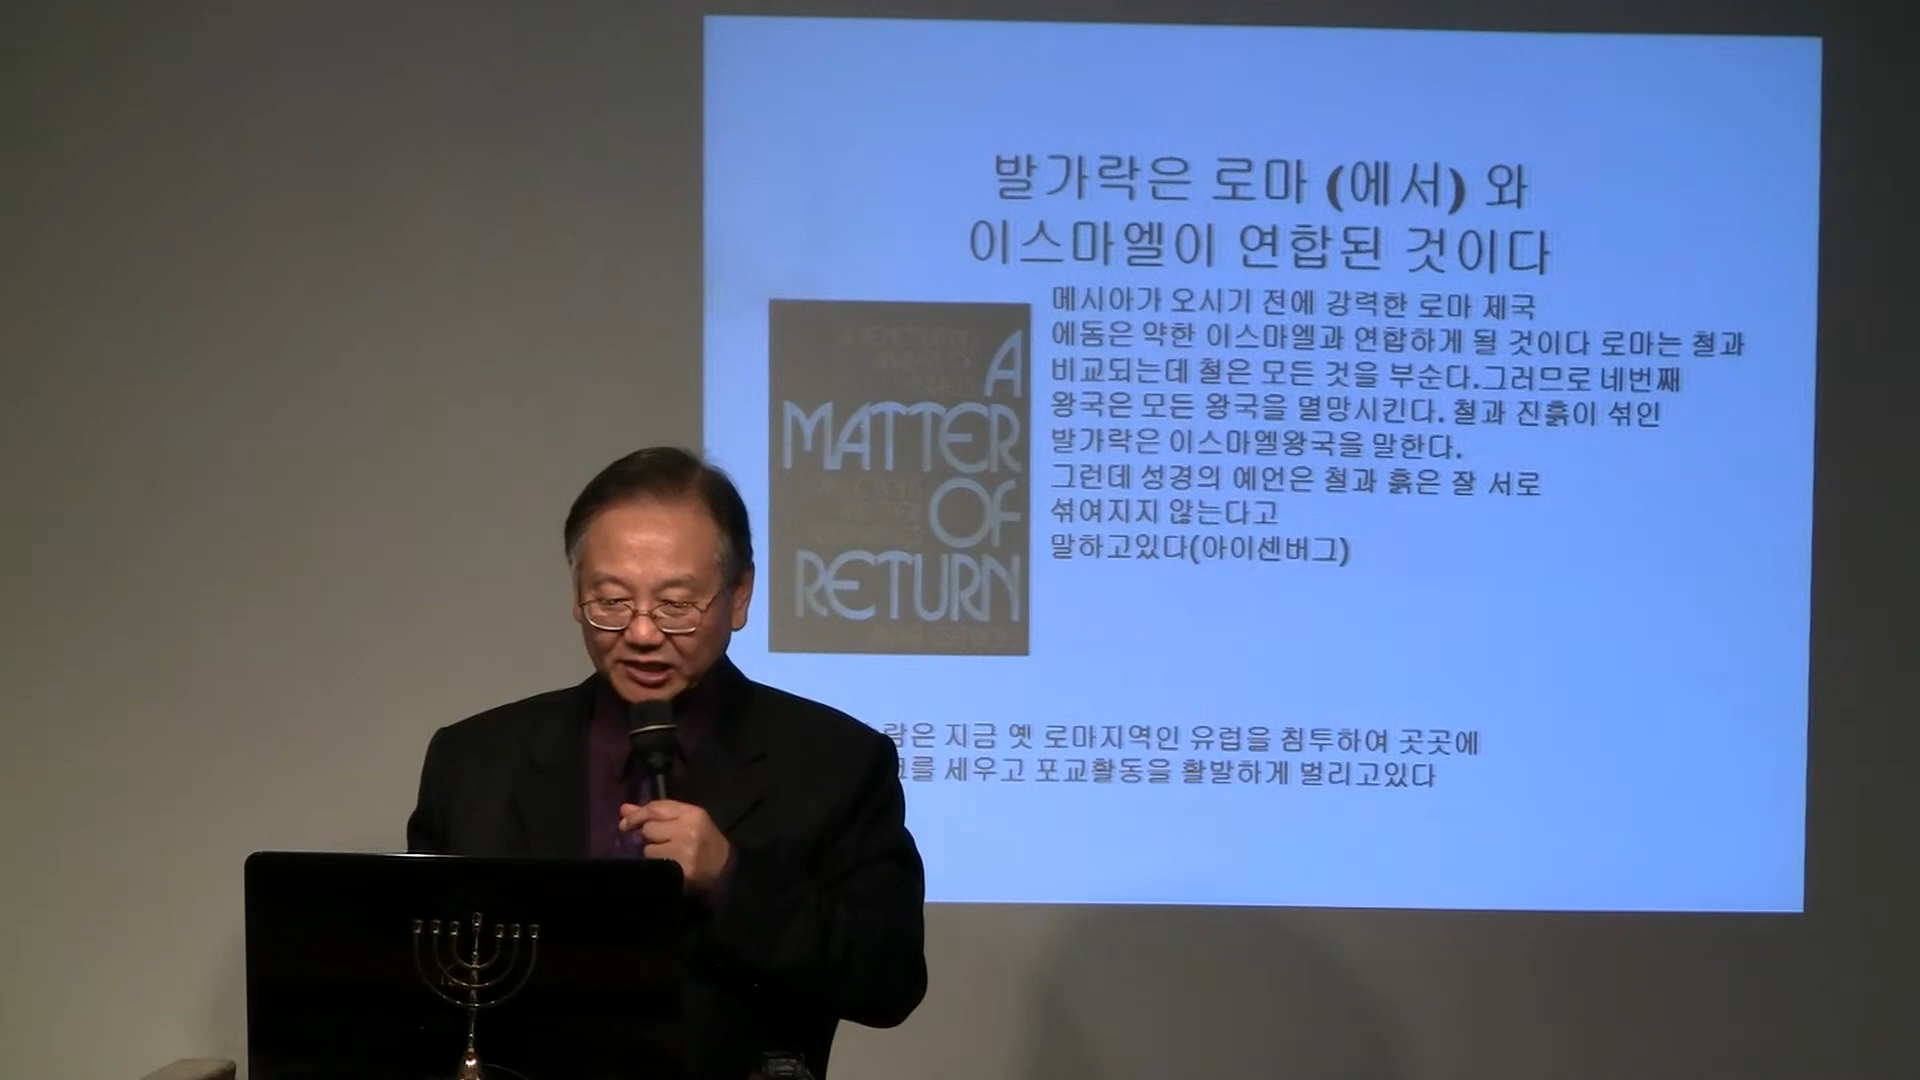 발가락은 로마 (에서) 와
이스마엘이 연합된 것이다
메시아가 오시기 전에 강력한 로마 제국
에돔은 약한 이스마엘과 연합하게 될 것이다 로마는 철과
비교되는데 철은 모든 것을 부순다.그러므로 네번째
왕국은 모든 왕국을 멸망시킨다. 철과 진흙이 섞인
발가락은 이스마엘왕국을 말한다.
그런데 성경의 예언은 철과 흙은 잘 서로
섞여지지 않는다고
말하고있다(아이센버그)
A
MATTER
OF
RETURN
람은 지금 옛 로마지역인 유럽을 침투하여 곳곳에
크를 세우고 포교활동을 활발하게 벌리고있다